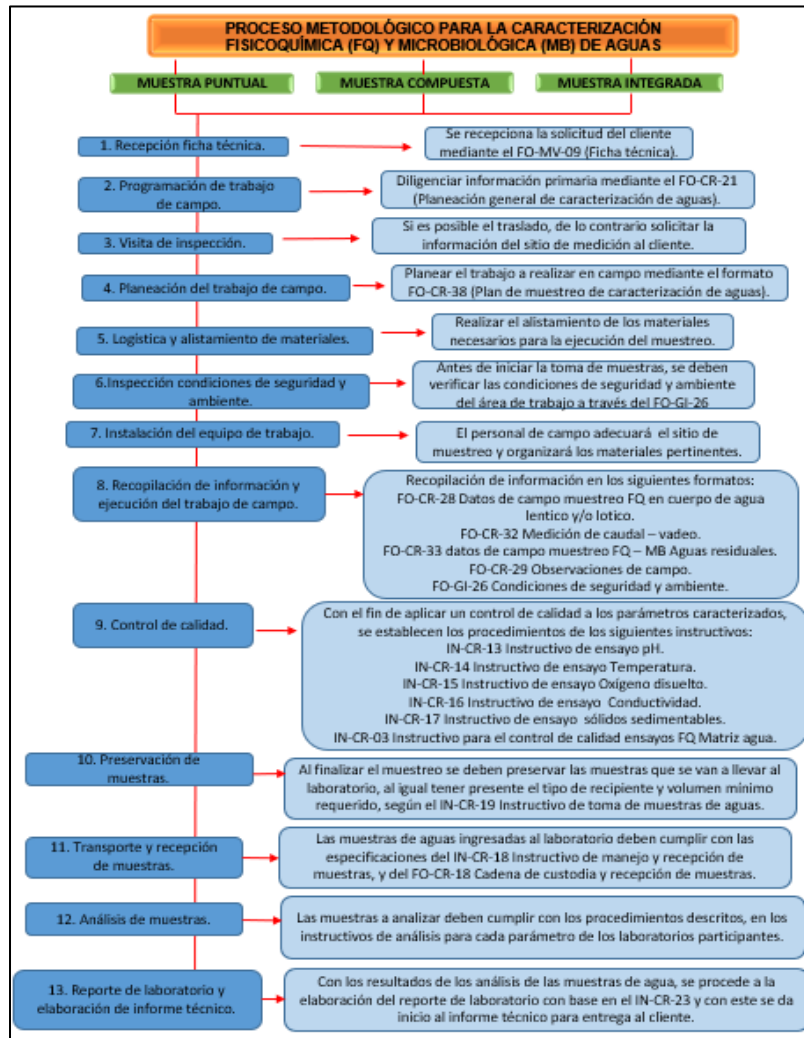 PROCESO METODOLÓGICO PARA LA CARACTERIZACIÓN
FISICOQUÍMICA (FQ) Y MICROBIOLÓGICA (MB) DE AGUAS
MUESTRA PUNTUAL
MUESTRA COMPUESTA
MUESTRA INTEGRADA
1. Recepción ficha técnica.
Se recepciona la solicitud del cliente
mediante el FO-MV-09 (Ficha técnica).
2. Programación de trabajo
de campo.
Diligenciar información primaria mediante el FO-CR-21
(Planeación general de caracterización de aguas).
3. Visita de inspección.
Si es posible el traslado, de lo contrario solicitar la
información del sitio de medición al cliente.
4. Planeación del trabajo de campo.
Planear el trabajo a realizar en campo mediante el formato
FO-CR-38 (Plan de muestreo de caracterización de aguas).
5. Logística y alistamiento de materiales.
Realizar el alistamiento de los materiales
necesarios para la ejecución del muestreo.
6.Inspección condiciones de seguridad y
ambiente.
Antes de iniciar la toma de muestras, se deben
verificar las condiciones de seguridad y ambiente
del área de trabajo a través del FO-GI-26
7. Instalación del equipo de trabajo.
El personal de campo adecuará el sitio de
muestreo y organizará los materiales pertinentes.
8. Recopilación de información y
ejecución del trabajo de campo.
Recopilación de información en los siguientes formatos:
FO-CR-28 Datos de campo muestreo FQ en cuerpo de agua
lentico y/o lotico.
FO-CR-32 Medición de caudal – vadeo.
FO-CR-33 datos de campo muestreo FQ – MB Aguas residuales.
FO-CR-29 Observaciones de campo.
FO-GI-26 Condiciones de seguridad y ambiente.
9. Control de calidad.
Con el fin de aplicar un control de calidad a los parámetros caracterizados,
se establecen los procedimientos de los siguientes instructivos:
IN-CR-13 Instructivo de ensayo pH.
IN-CR-14 Instructivo de ensayo Temperatura.
IN-CR-15 Instructivo de ensayo Oxígeno disuelto.
IN-CR-16 Instructivo de ensayo Conductividad.
IN-CR-17 Instructivo de ensayo sólidos sedimentables.
IN-CR-03 Instructivo para el control de calidad ensayos FQ Matriz agua.
10. Preservación de
muestras.
Al finalizar el muestreo se deben preservar las muestras que se van a llevar al
laboratorio, al igual tener presente el tipo de recipiente y volumen mínimo
requerido, según el IN-CR-19 Instructivo de toma de muestras de aguas.
11. Transporte y recepción
de muestras.
Las muestras de aguas ingresadas al laboratorio deben cumplir con las
especificaciones del IN-CR-18 Instructivo de manejo y recepción de
muestras, y del FO-CR-18 Cadena de custodia y recepción de muestras.
12. Análisis de muestras.
Las muestras a analizar deben cumplir con los procedimientos descritos, en los
instructivos de análisis para cada parámetro de los laboratorios participantes.
13. Reporte de laboratorio y
elaboración de informe técnico.
Con los resultados de los análisis de las muestras de agua, se procede a la
elaboración del reporte de laboratorio con base en el IN-CR-23 y con este se da
inicio al informe técnico para entrega al cliente.